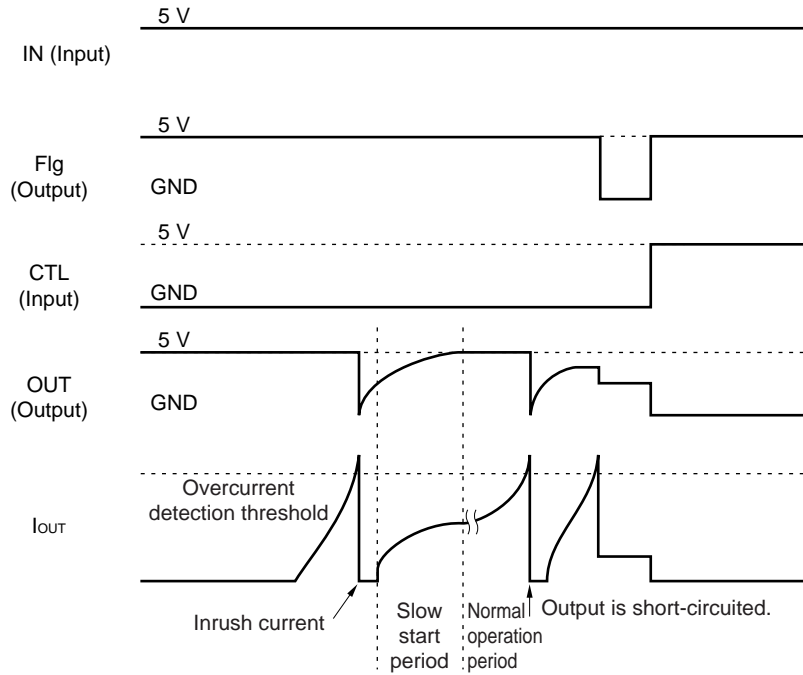 5 V
IN (Input)
5 V
Flg
(Output)
GND
5 V
CTL
(Input)
GND
5 V
OUT
(Output)
GND
Overcurrent
detection threshold
IOUT
Inrush current
Slow
start
period
Normal
operation
period
Output is short-circuited.